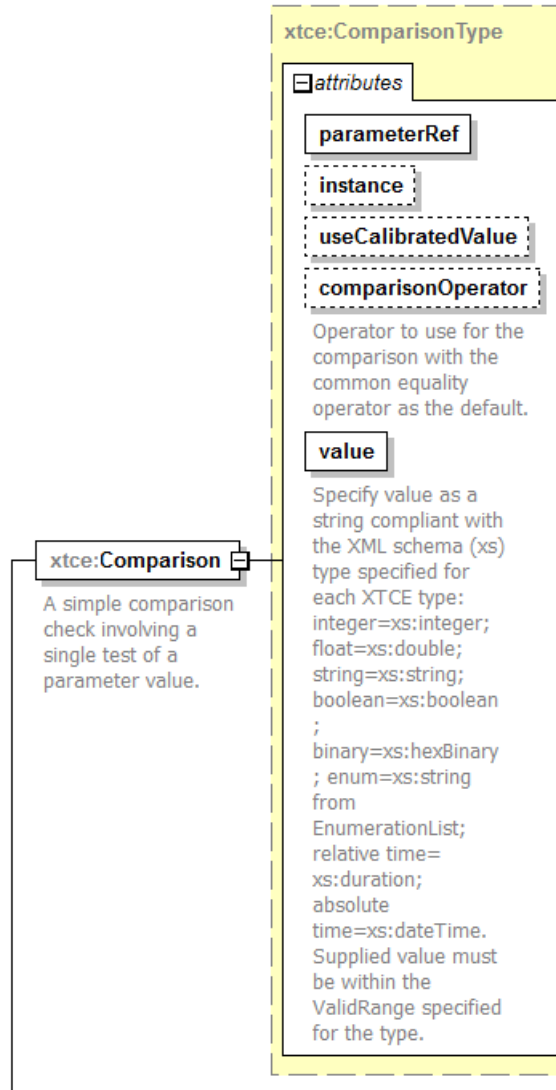 xtce:ComparisonType
attributes
parameterRef
instance
useCalibratedValue
comparisonOperator
Operator to use for the
comparison with the
common equality
operator as the default.
value
Specify value as a
string compliant with
the XML schema (xs)
type specified for
each XTCE type:
integer=xs:integer;
float=xs:double;
string=xs:string;
boolean=xs:boolean
;
binary=xs:hexBinary
; enum=xs:string
from
EnumerationList;
relative time=
xs:duration;
absolute
time=xs:dateTime.
Supplied value must
be within the
ValidRange specified
for the type.
xtce:Comparison
A simple comparison
check involving a
single test of a
parameter value.